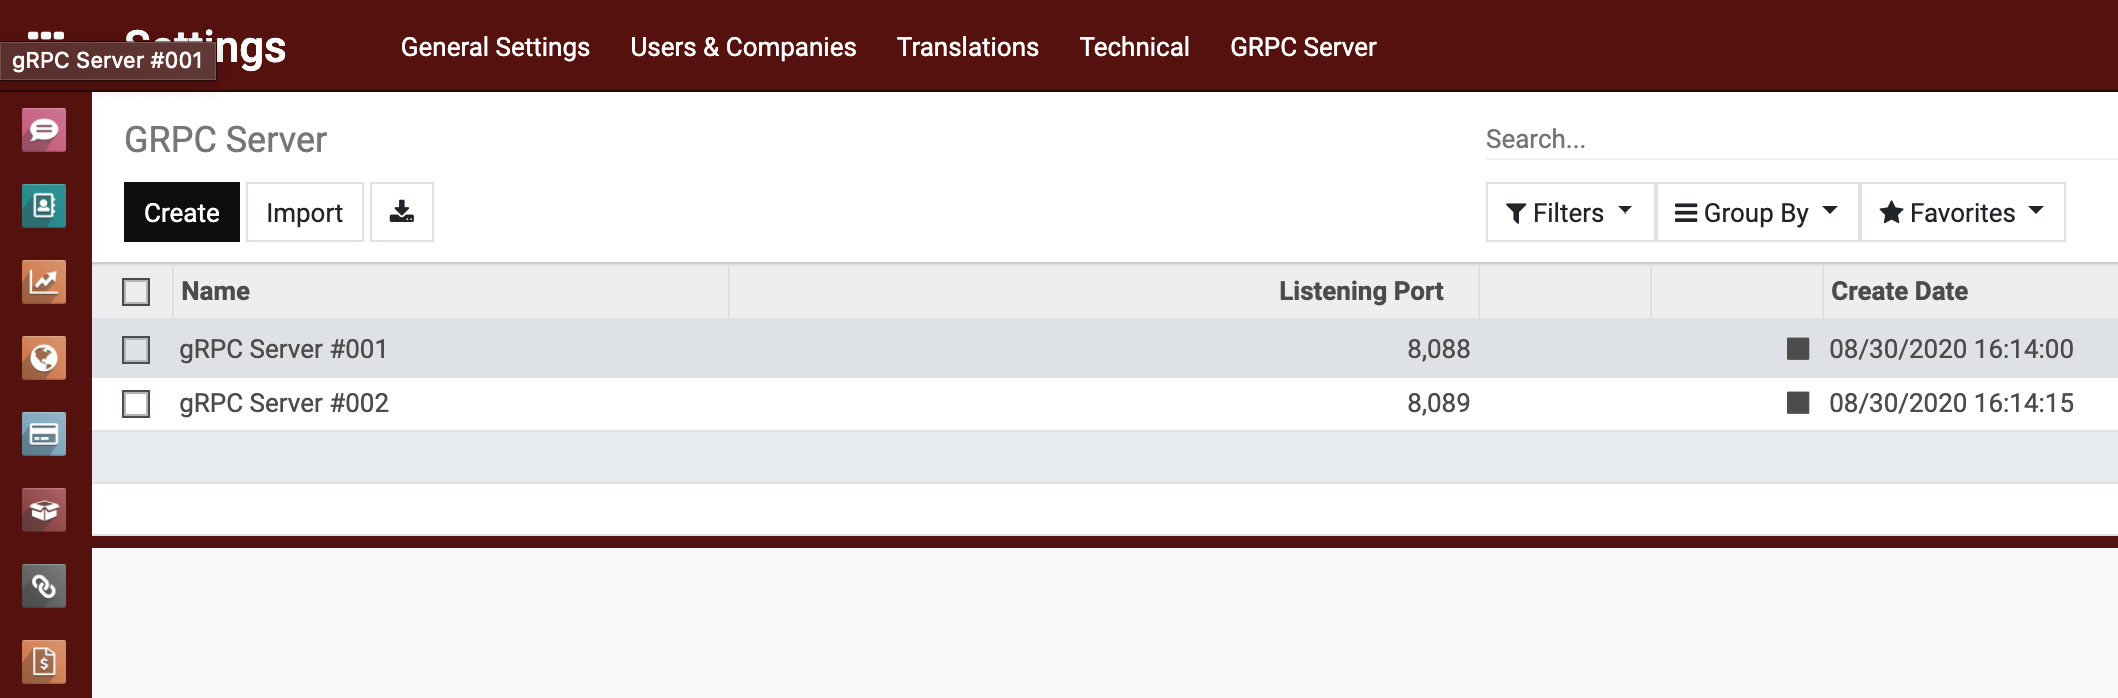 Settings General Settings Users & Companies Translations Technical GRPC Server
gRPC Server #001
GRPC Server Search...
Create Import Filters Group By Favorites
Name Listening Port Create Date
gRPC Server #001 8,088 08/30/2020 16:14:00
gRPC Server #002 8,089 08/30/2020 16:14:15
$